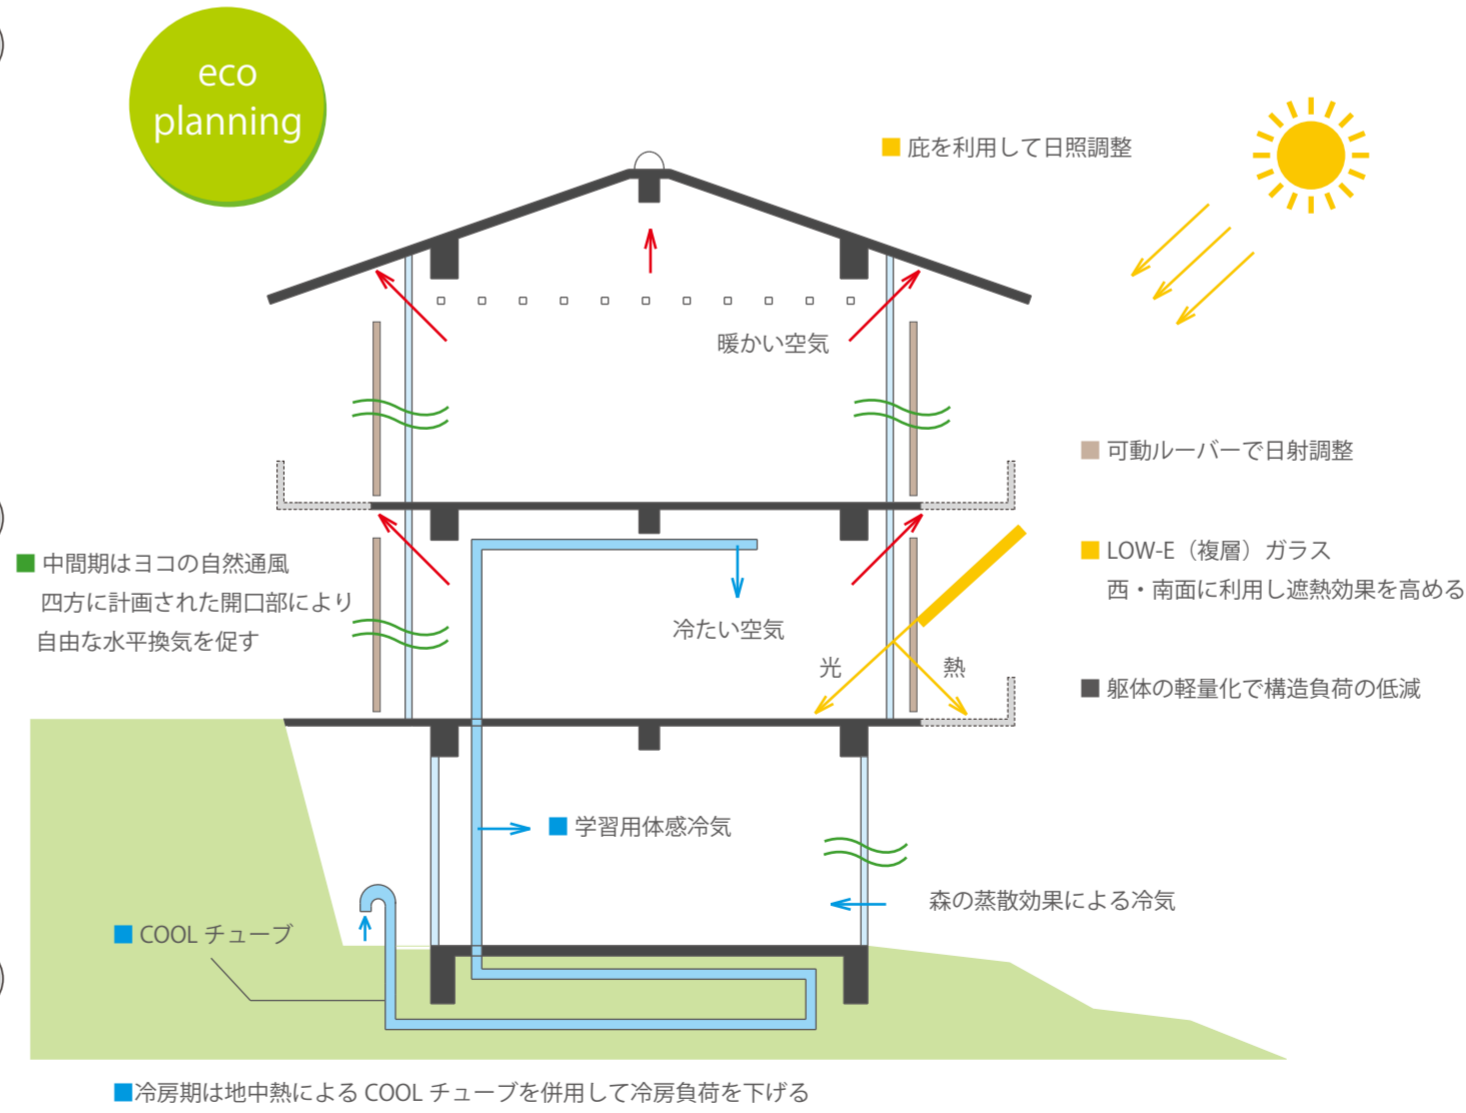 eco
planning
■ 庇を利用して日照調整
暖かい空気
■ 可動ルーバーで日射調整
■ 中間期はヨコの自然通風
四方に計画された開口部により
自由な水平換気を促す
■ LOW-E（複層）ガラス
西・南面に利用し遮熱効果を高める
冷たい空気
光
熱
■ 躯体の軽量化で構造負荷の低減
■ 学習用体感冷気
森の蒸散効果による冷気
■ COOL チューブ
■冷房期は地中熱による COOL チューブを併用して冷房負荷を下げる